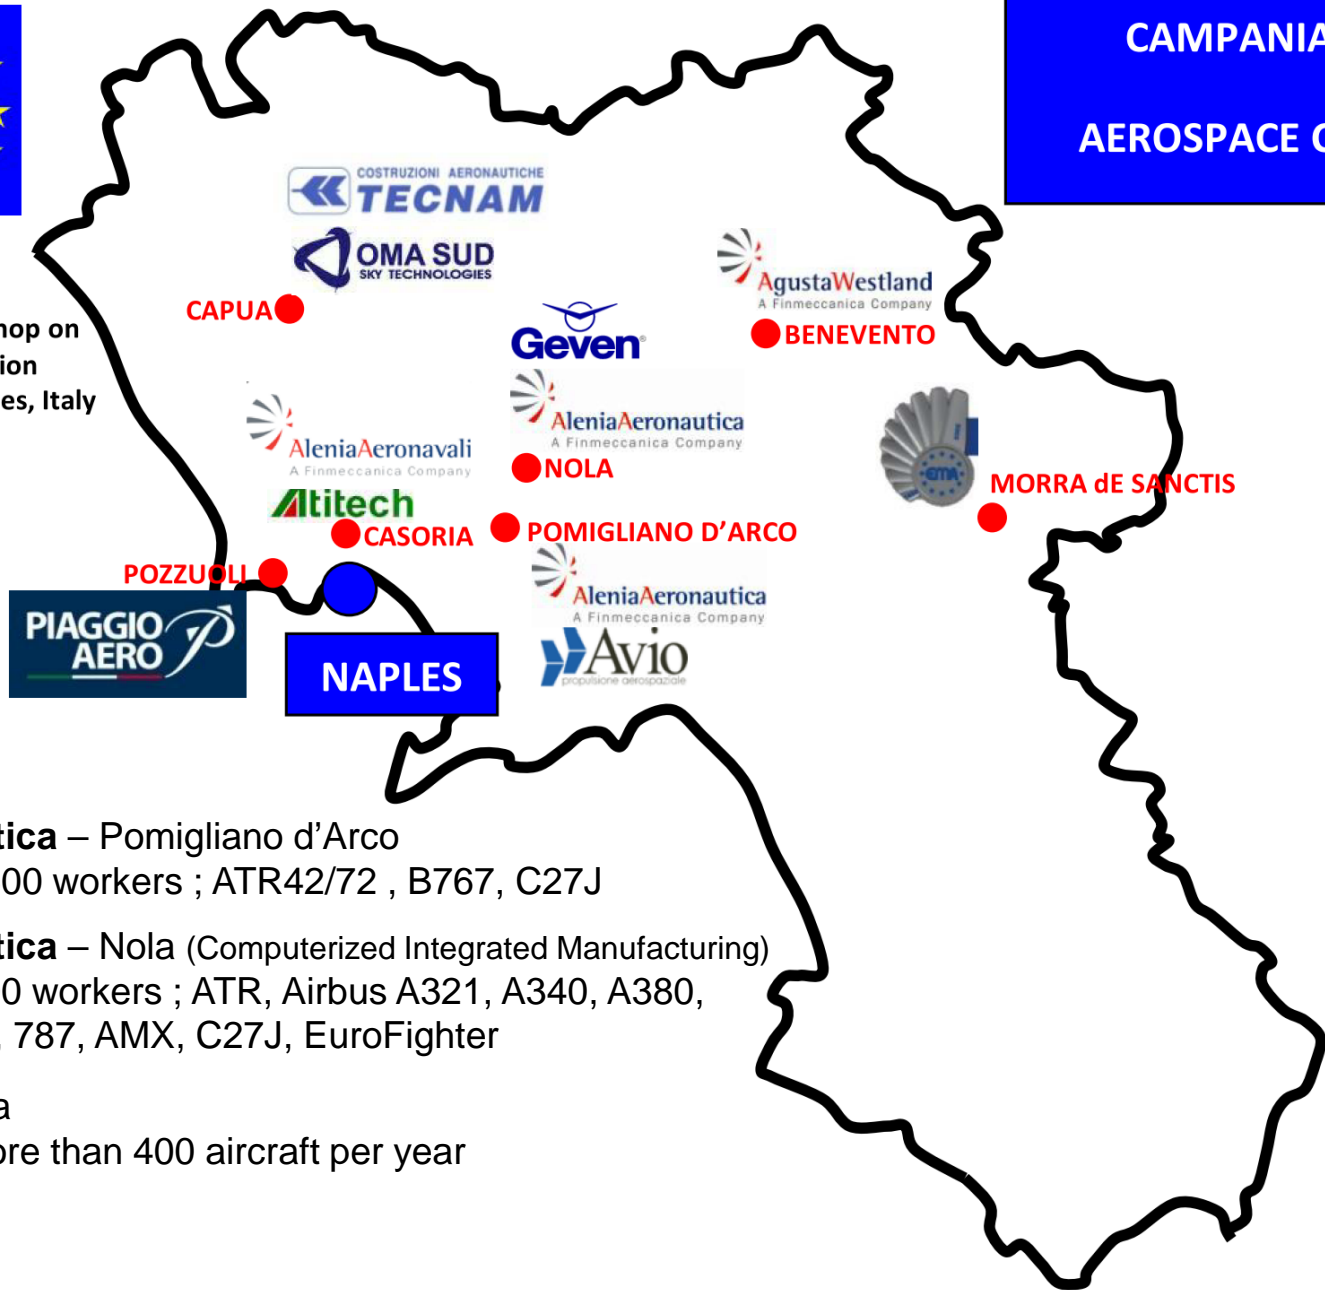 CAMPANIA
AEROSPACE C
COSTRUZIONI AERONAUTICHE
TECNAM
OMA SUD
SKY TECHNOLOGIES
CAPUA
AgustaWestland
A Finmeccanica Company
BENEVENTO
Geven
hop on
ion
es, Italy
AleniaAeronavali
A Finmeccanica Company
AleniaAeronautica
A Finmeccanica Company
NOLA
EMA
MORRA dE SANCTIS
Atitech
CASORIA
POMIGLIANO D’ARCO
POZZUOLI
AleniaAeronautica
A Finmeccanica Company
PIAGGIO
AERO
NAPLES
Avio
propulsione aerospaziale
tica – Pomigliano d’Arco
00 workers ; ATR42/72 , B767, C27J
tica – Nola (Computerized Integrated Manufacturing)
0 workers ; ATR, Airbus A321, A340, A380,
, 787, AMX, C27J, EuroFighter
a
ore than 400 aircraft per year